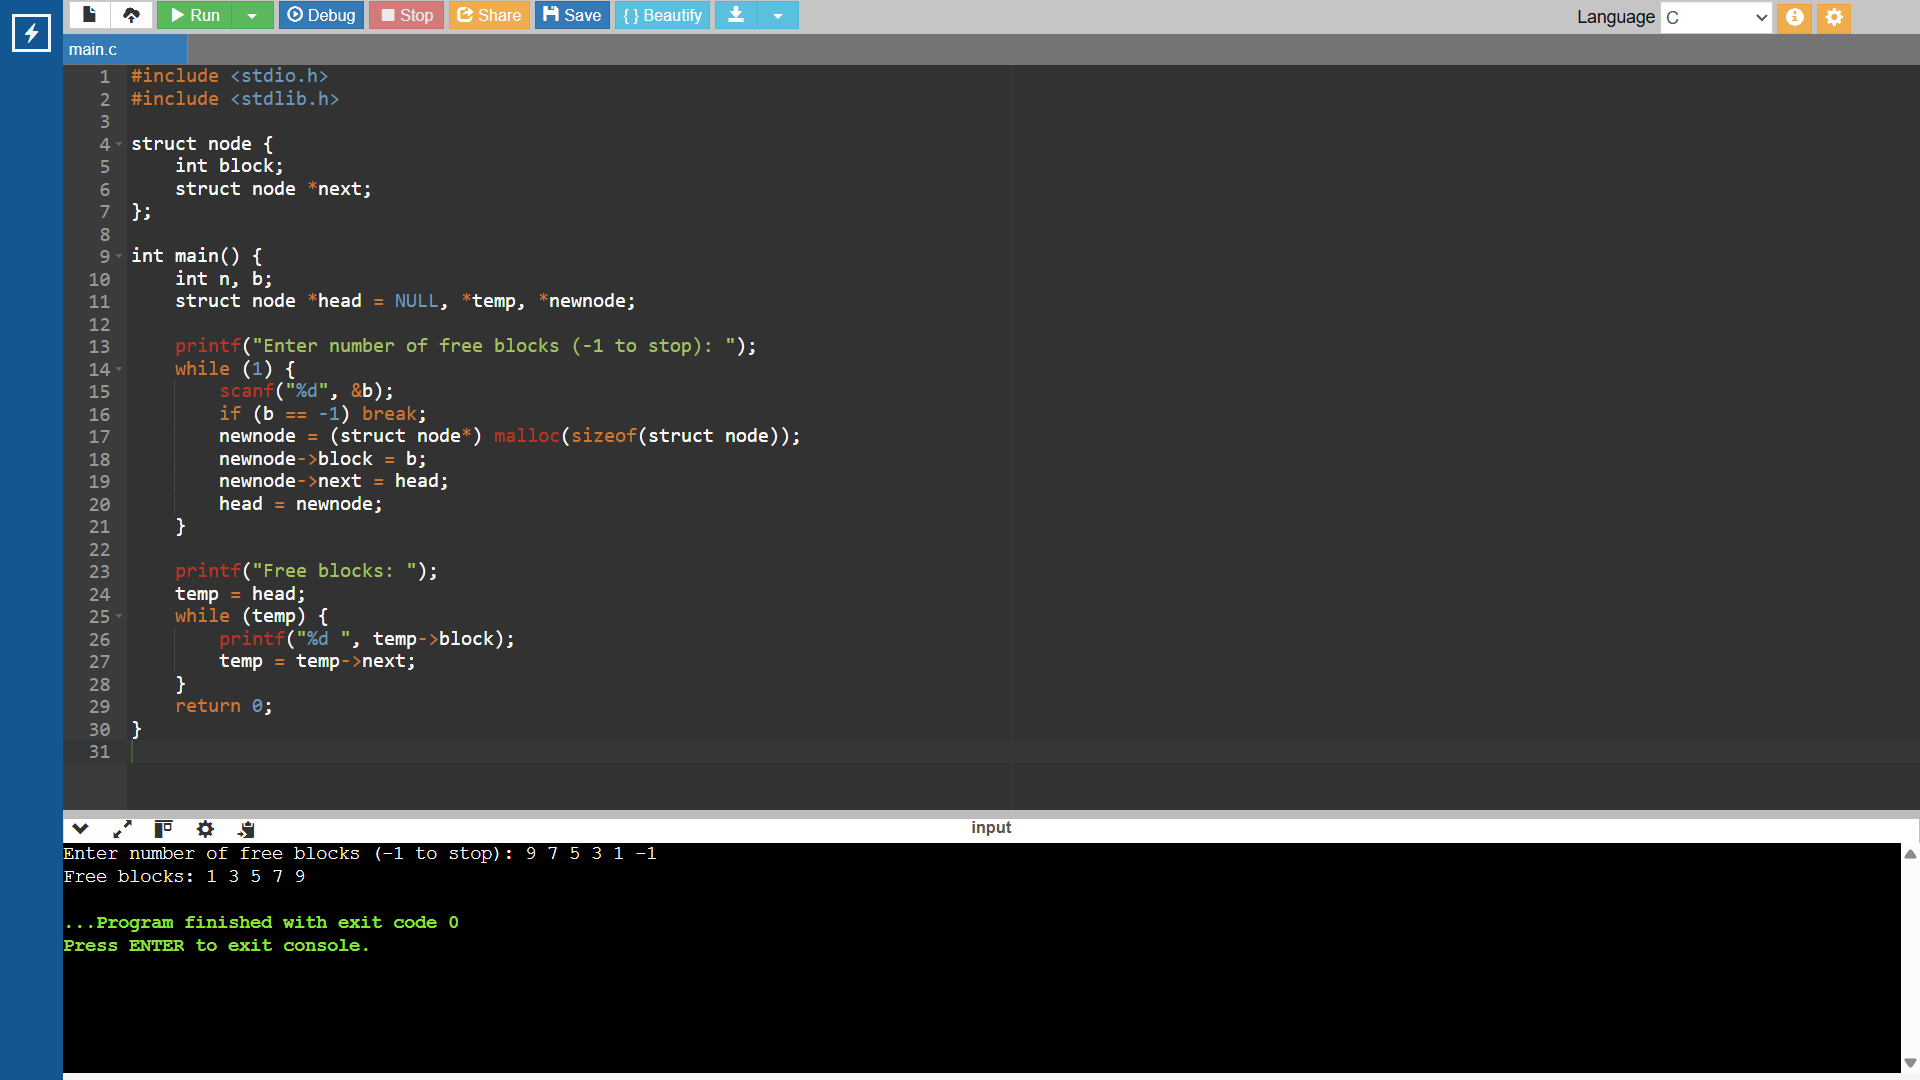 Run Debug Stop Share Save { } Beautify Language C
main.c
1 #include <stdio.h>
2 #include <stdlib.h>
3
4 struct node {
5     int block;
6     struct node *next;
7 };
8
9 int main() {
10     int n, b;
11     struct node *head = NULL, *temp, *newnode;
12
13     printf("Enter number of free blocks (-1 to stop): ");
14     while (1) {
15         scanf("%d", &b);
16         if (b == -1) break;
17         newnode = (struct node*) malloc(sizeof(struct node));
18         newnode->block = b;
19         newnode->next = head;
20         head = newnode;
21     }
22
23     printf("Free blocks: ");
24     temp = head;
25     while (temp) {
26         printf("%d ", temp->block);
27         temp = temp->next;
28     }
29     return 0;
30 }
31
input
Enter number of free blocks (-1 to stop): 9 7 5 3 1 -1
Free blocks: 1 3 5 7 9
...Program finished with exit code 0
Press ENTER to exit console.